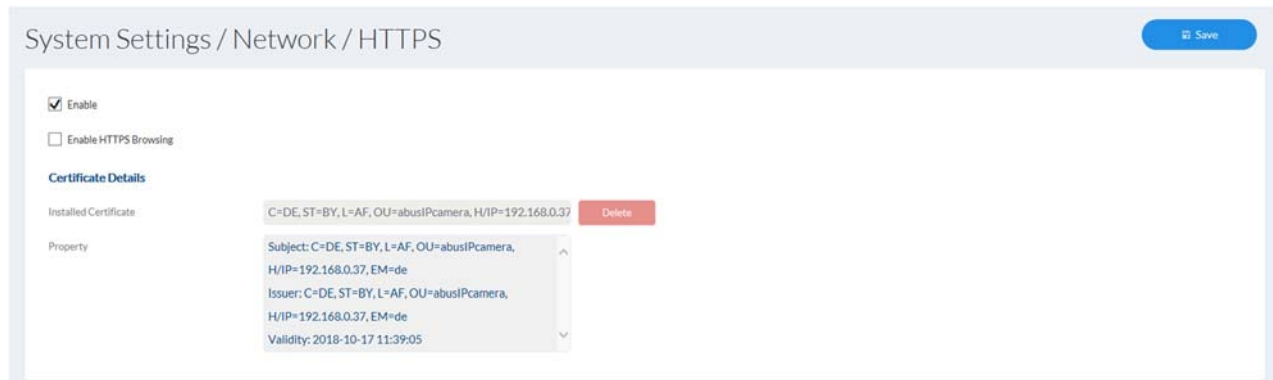 System Settings / Network / HTTPS
Save
Enable
Enable HTTPS Browsing
Certificate Details
Installed Certificate
C=DE, ST=BY, L=AF, OU=abusIPcamera, H/IP=192.168.0.37
Delete
Property
Subject: C=DE, ST=BY, L=AF, OU=abusIPcamera,
H/IP=192.168.0.37, EM=de
Issuer: C=DE, ST=BY, L=AF, OU=abusIPcamera,
H/IP=192.168.0.37, EM=de
Validity: 2018-10-17 11:39:05